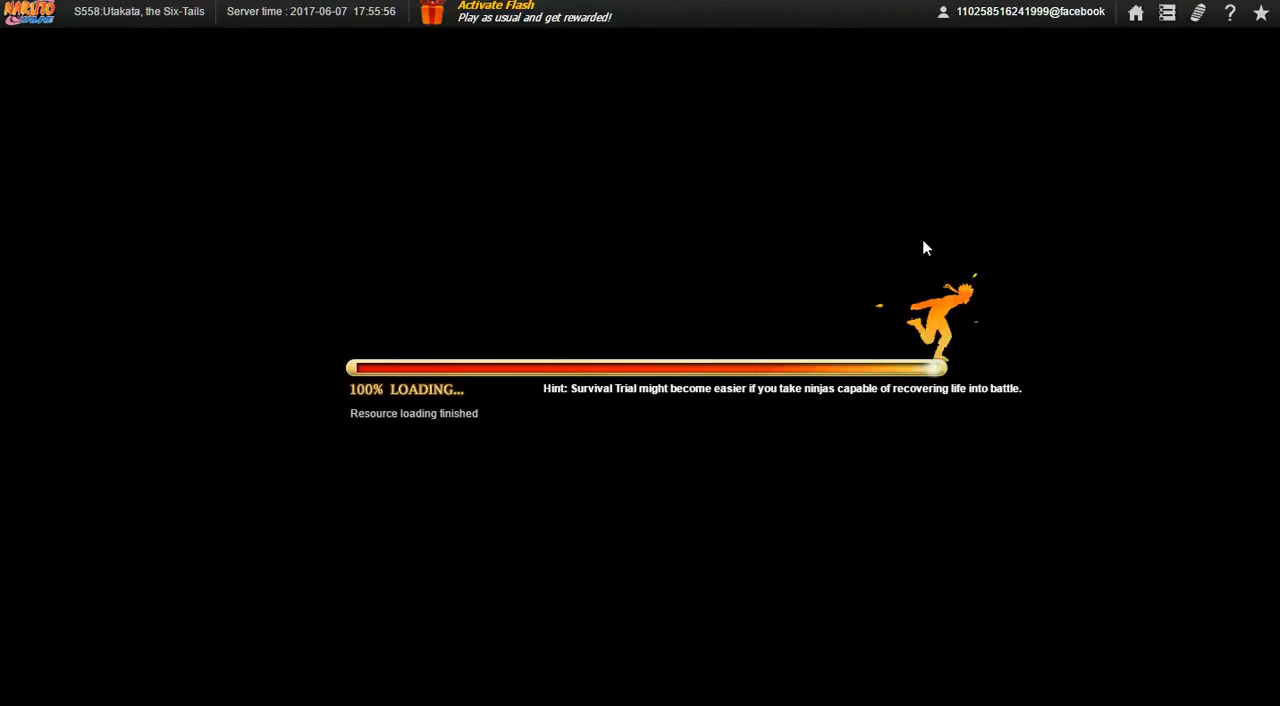 NARUTO
ONLINE
S558:Utakata, the Six-Tails
Server time : 2017-06-07 17:55:56
Activate Flash
Play as usual and get rewarded!
110258516241999@facebook
?
100% LOADING...
Hint: Survival Trial might become easier if you take ninjas capable of recovering life into battle.
Resource loading finished